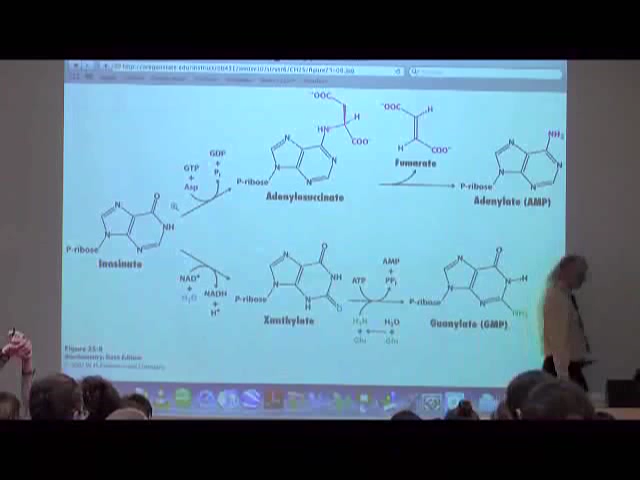 ⁻OOC
H
HN
COO⁻
N
N
N
N
P-ribose
Adenylosuccinate
GTP
+
Asp
GDP
+
Pi
⁻OOC
H
H
COO⁻
Fumarate
NH₂
N
N
N
N
P-ribose
Adenylate (AMP)
O
N
NH
N
N
P-ribose
Inosinate
NAD⁺
+
H₂O
NADH
+
H⁺
O
N
NH
N
N
H
O
P-ribose
Xanthylate
ATP
AMP
+
PPi
H₂N
+
Glu
H₂O
+
Gln
O
N
N
H
N
N
NH₂
P-ribose
Guanylate (GMP)
Figure 25-9
Biochemistry, Sixth Edition
© 2007 W. H. Freeman and Company